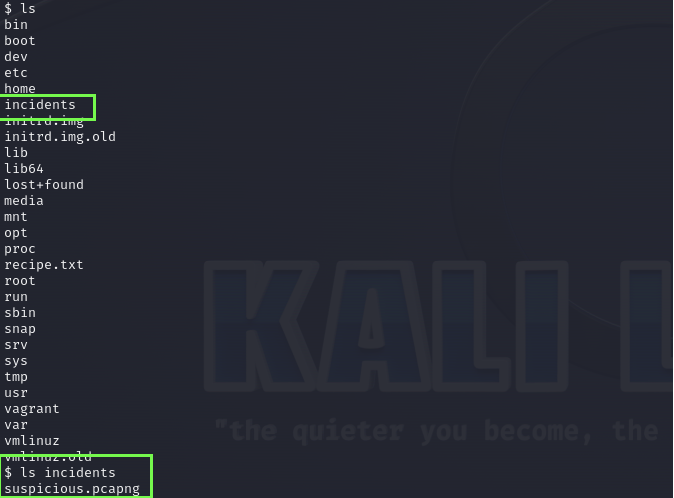 $ ls
bin
boot
dev
etc
home
incidents
initrd.img
initrd.img.old
lib
lib64
lost+found
media
mnt
opt
proc
recipe.txt
root
run
sbin
snap
srv
sys
tmp
usr
vagrant
var
vmlinuz
vmlinuz.old
$ ls incidents
suspicious.pcapng
KALI L
"the quieter you become, the